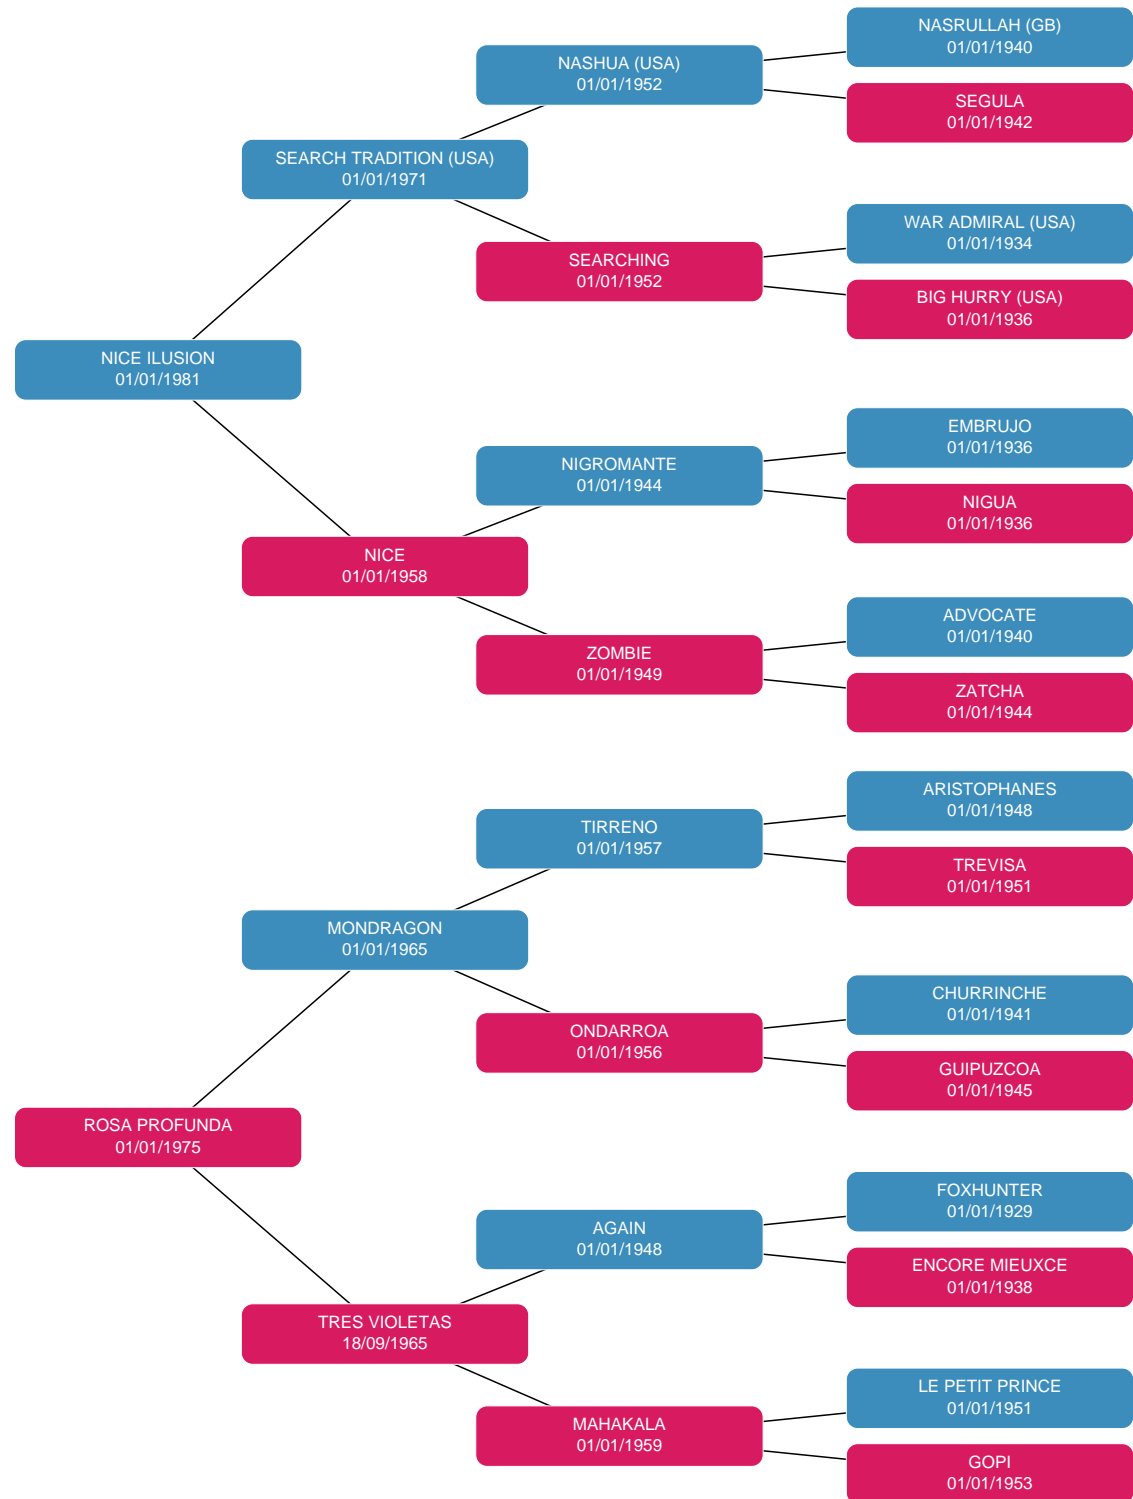 NASRULLAH (GB)
01/01/1940
NASHUA (USA)
01/01/1952
SEGULA
01/01/1942
SEARCH TRADITION (USA)
01/01/1971
WAR ADMIRAL (USA)
01/01/1934
SEARCHING
01/01/1952
BIG HURRY (USA)
01/01/1936
NICE ILUSION
01/01/1981
EMBRUJO
01/01/1936
NIGROMANTE
01/01/1944
NIGUA
01/01/1936
NICE
01/01/1958
ADVOCATE
01/01/1940
ZOMBIE
01/01/1949
ZATCHA
01/01/1944
ARISTOPHANES
01/01/1948
TIRRENO
01/01/1957
TREVISA
01/01/1951
MONDRAGON
01/01/1965
CHURRINCHE
01/01/1941
ONDARROA
01/01/1956
GUIPUZCOA
01/01/1945
ROSA PROFUNDA
01/01/1975
FOXHUNTER
01/01/1929
AGAIN
01/01/1948
ENCORE MIEUXCE
01/01/1938
TRES VIOLETAS
18/09/1965
LE PETIT PRINCE
01/01/1951
MAHAKALA
01/01/1959
GOPI
01/01/1953